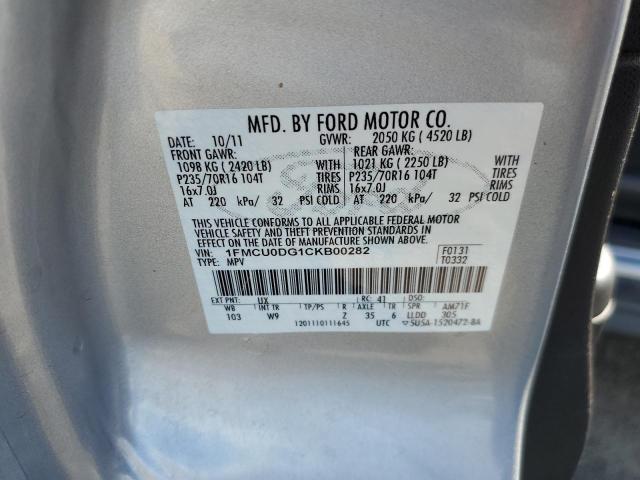 MFD. BY FORD MOTOR CO.
DATE: 10/11 GVWR: 2050 KG ( 4520 LB)
FRONT GAWR: REAR GAWR:
1098 KG ( 2420 LB) WITH 1021 KG ( 2250 LB) WITH
P235/70R16 104T TIRES P235/70R16 104T TIRES
16x7.0J RIMS 16x7.0J RIMS
AT 220 kPa/ 32 PSI COLD AT 220 kPa/ 32 PSI COLD
THIS VEHICLE CONFORMS TO ALL APPLICABLE FEDERAL MOTOR
VEHICLE SAFETY AND THEFT PREVENTION STANDARDS IN
EFFECT ON THE DATE OF MANUFACTURE SHOWN ABOVE.
VIN: 1FMCU0DG1CKB00282 F0131
TYPE: MPV T0332
EXT PNT: UX RC: 41 DSO:
WB INT TR TP/PS R AXLE TR SPR AM71F
103 W9 Z 35 6 LLDD 305
1201110111645 UTC 5U5A-1520472-BA
Ford